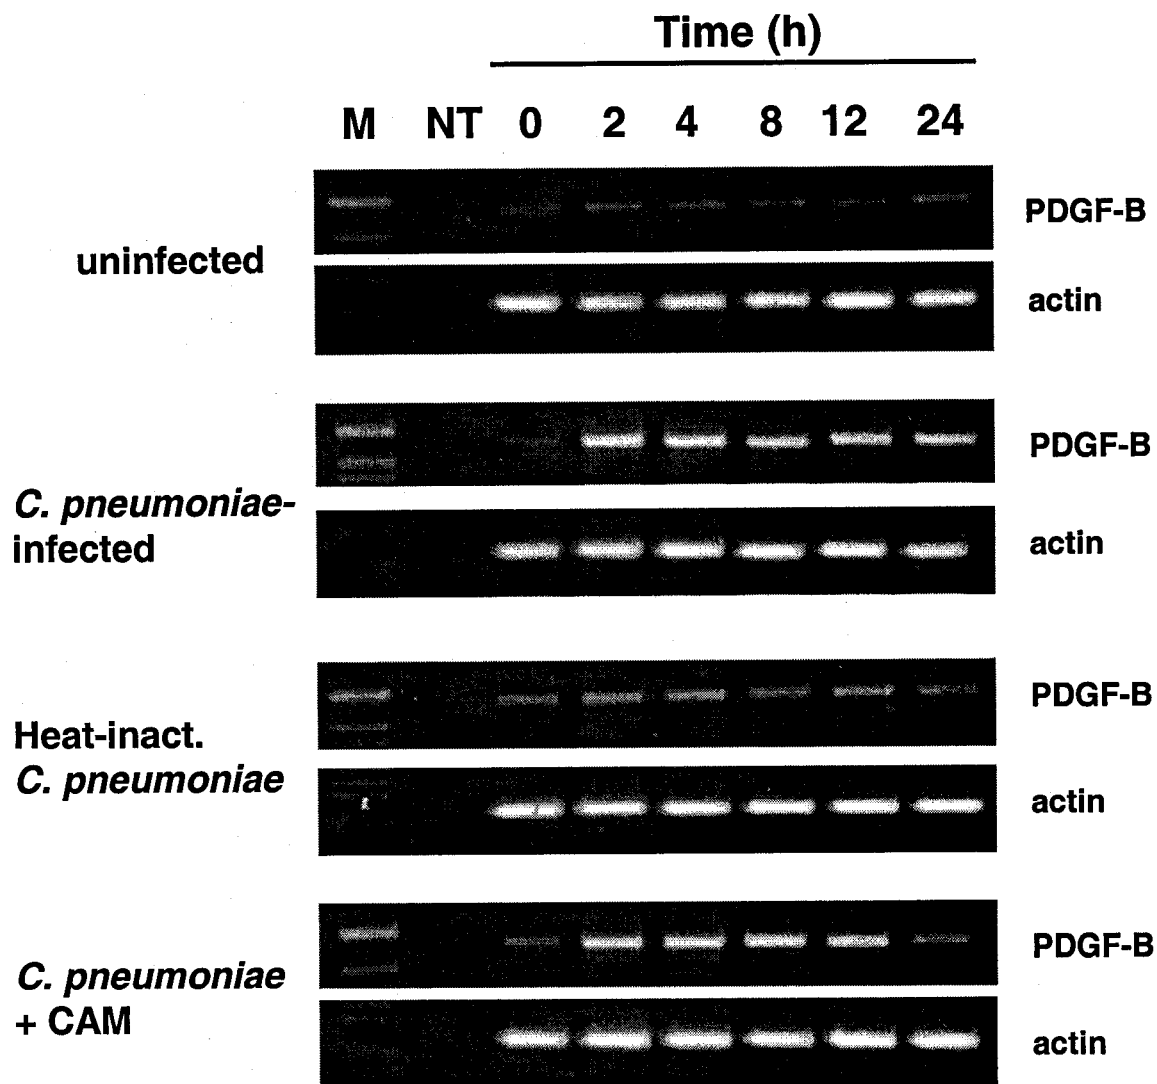 Time (h)
M NT 0 2 4 8 12 24
uninfected
PDGF-B
actin
C. pneumoniae-
infected
PDGF-B
actin
Heat-inact.
C. pneumoniae
PDGF-B
actin
C. pneumoniae
+ CAM
PDGF-B
actin